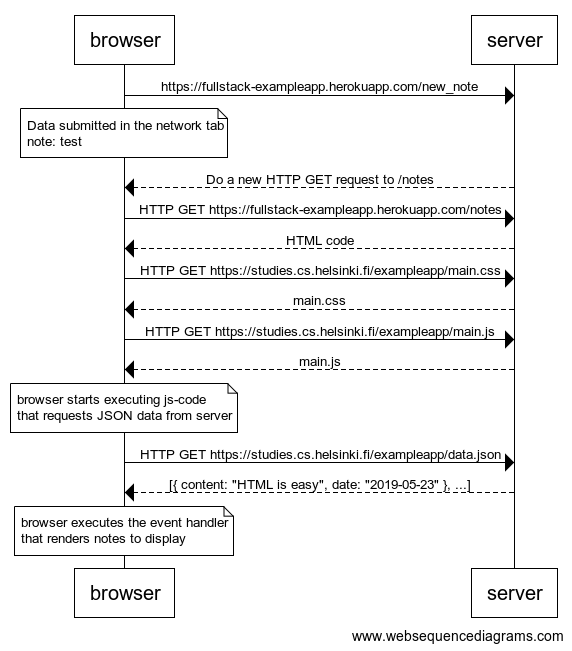 browser server
https://fullstack-exampleapp.herokuapp.com/new_note
Data submitted in the network tab
note: test
Do a new HTTP GET request to /notes
HTTP GET https://fullstack-exampleapp.herokuapp.com/notes
HTML code
HTTP GET https://studies.cs.helsinki.fi/exampleapp/main.css
main.css
HTTP GET https://studies.cs.helsinki.fi/exampleapp/main.js
main.js
browser starts executing js-code
that requests JSON data from server
HTTP GET https://studies.cs.helsinki.fi/exampleapp/data.json
[{ content: "HTML is easy", date: "2019-05-23" }, ...]
browser executes the event handler
that renders notes to display
browser server
www.websequencediagrams.com